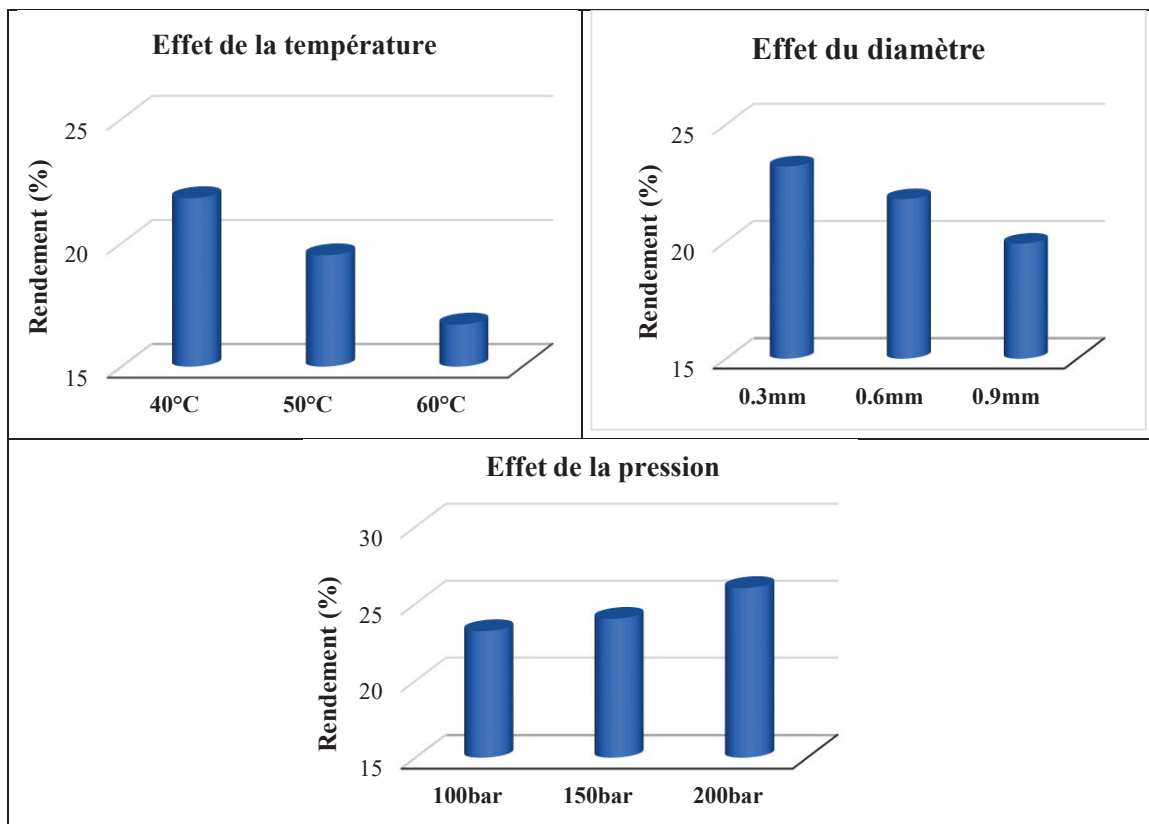 Effet de la température
Rendement (%)
25
20
15
40°C 50°C 60°C
Effet du diamètre
Rendement (%)
25
20
15
0.3mm 0.6mm 0.9mm
Effet de la pression
Rendement (%)
30
25
20
15
100bar 150bar 200bar